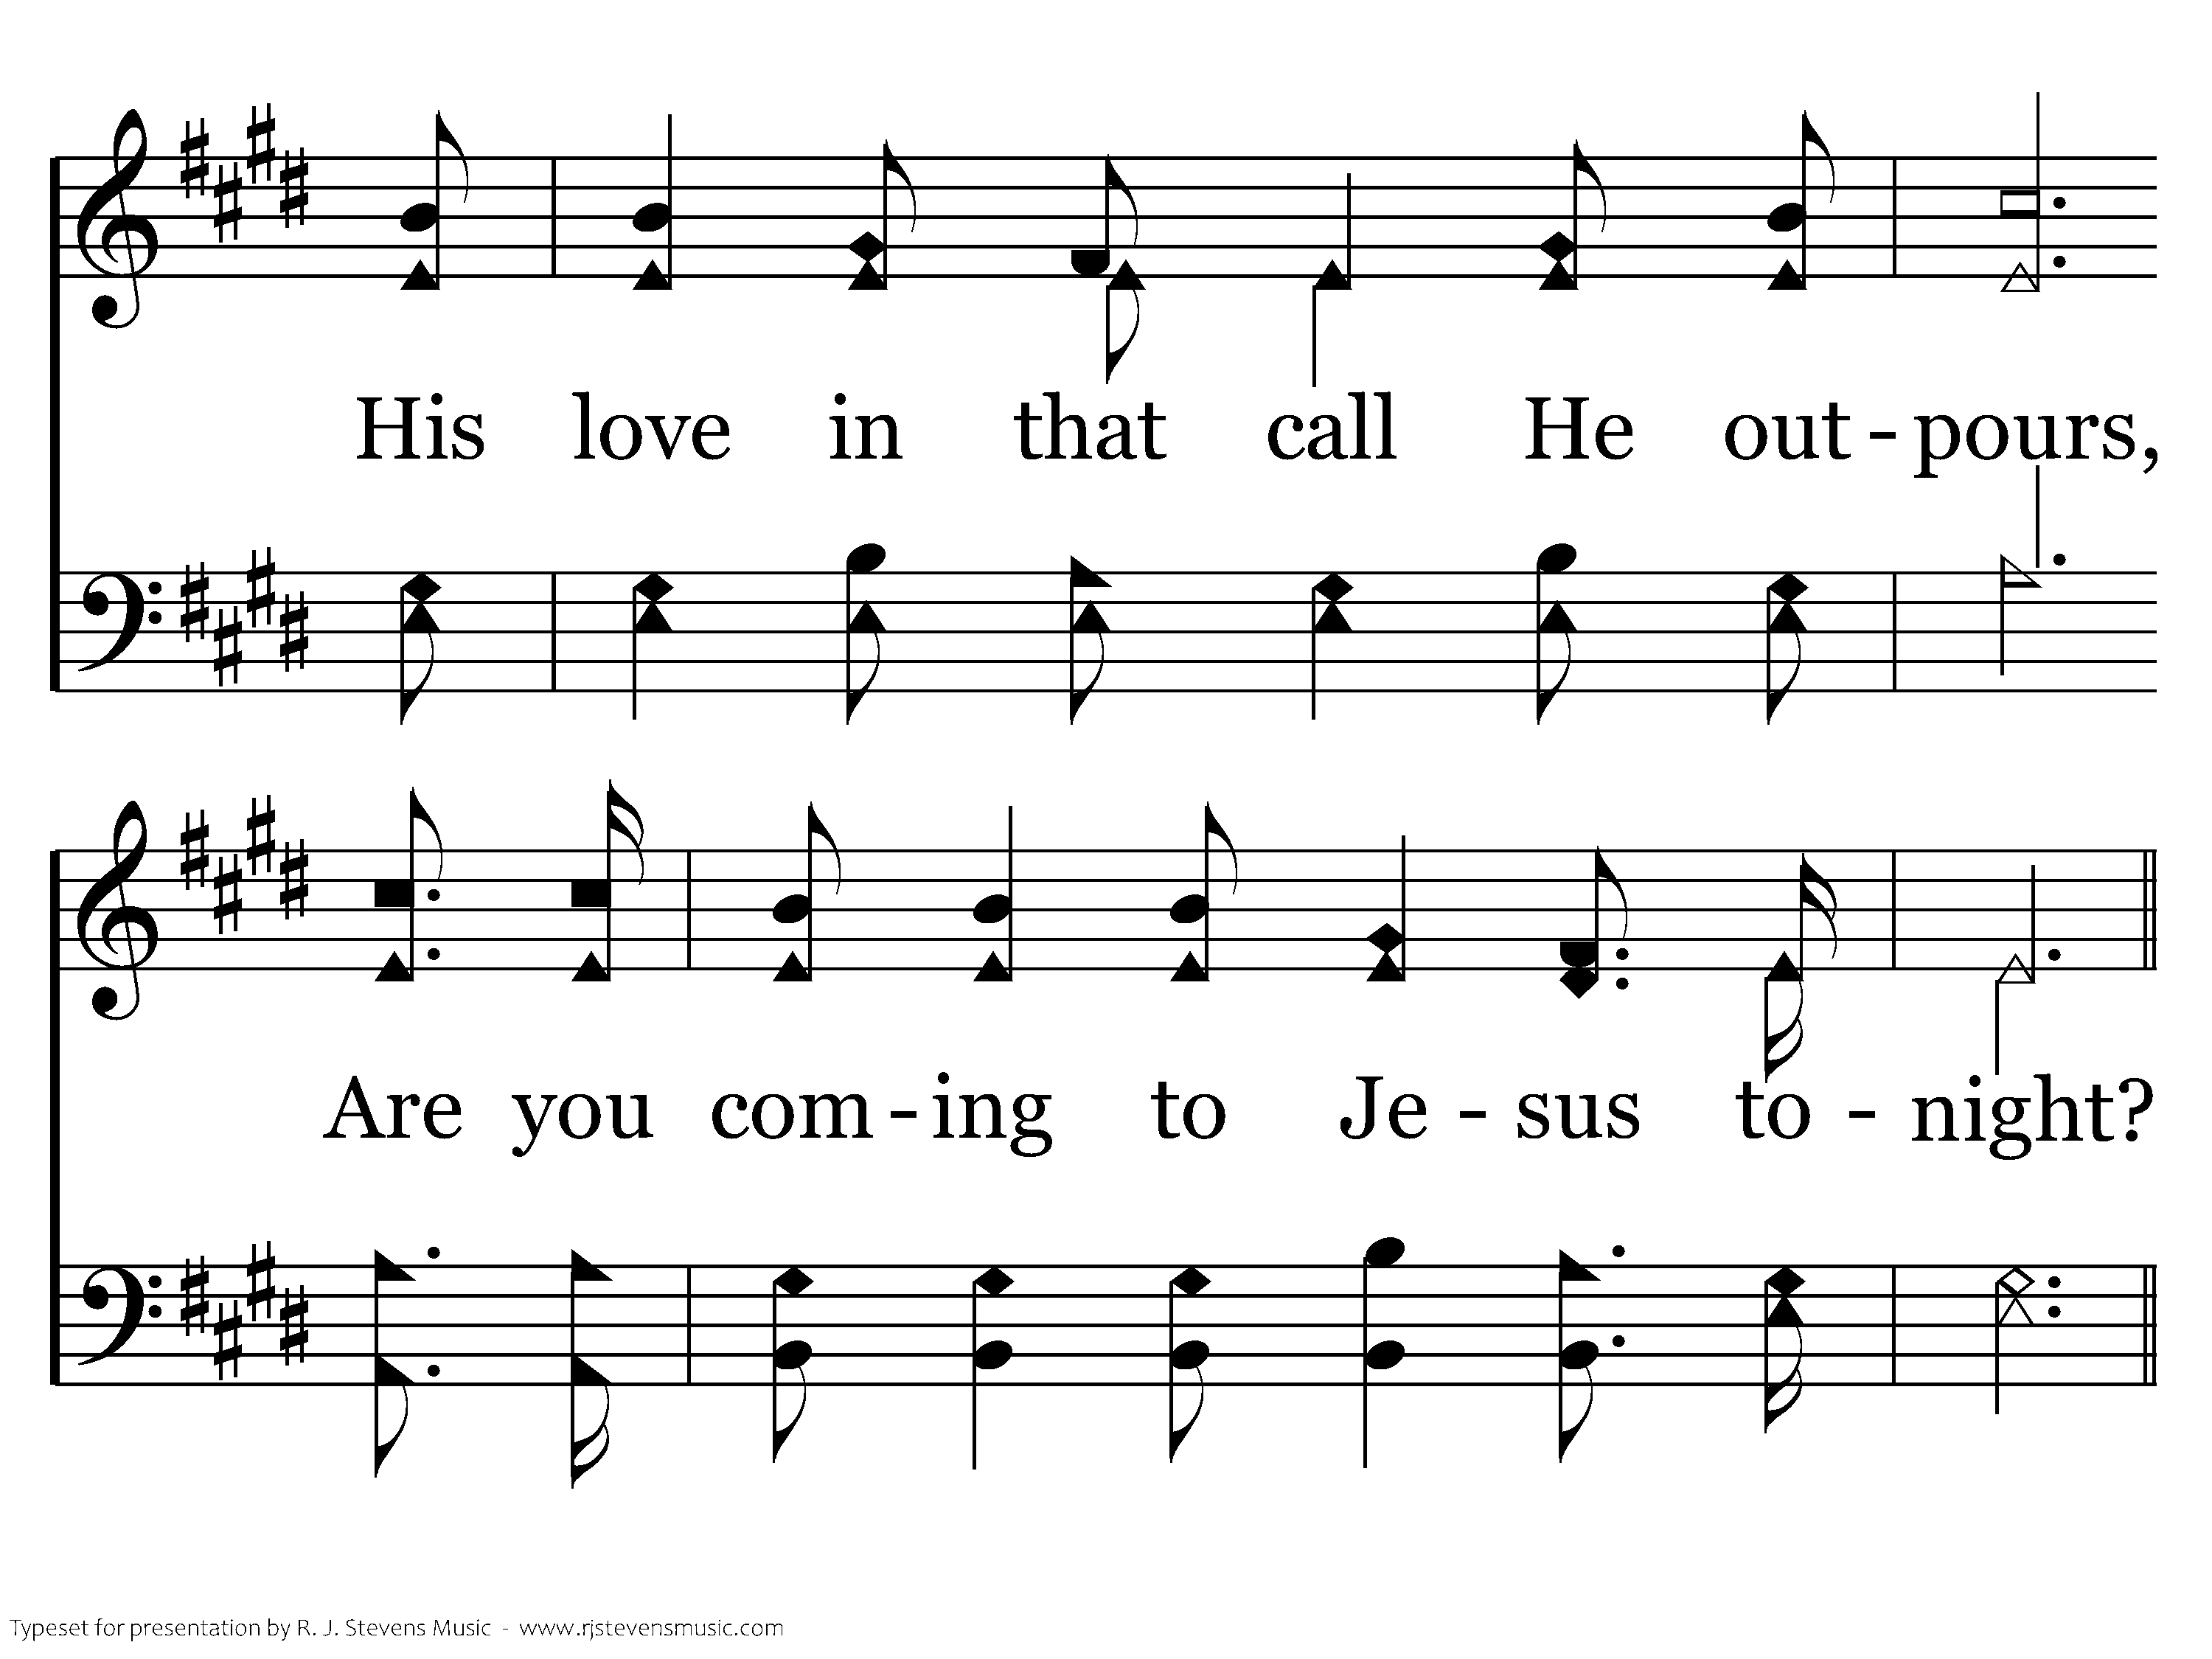 His love in that call He out-pours,
Are you com-ing to Je-sus to-night?
Typeset for presentation by R. J. Stevens Music - www.rjstevensmusic.com